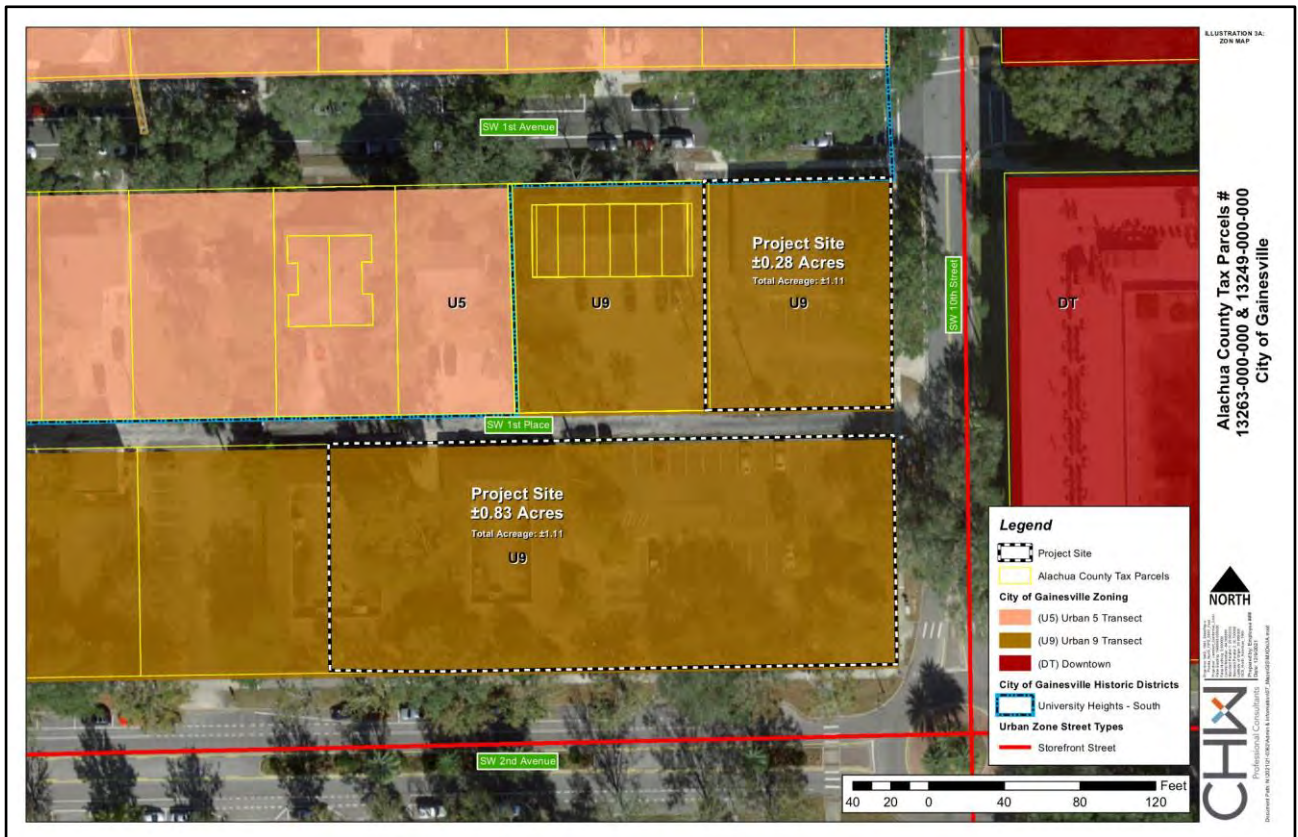 ILLUSTRATION 3A:
ZON MAP
SW 1st Avenue
Project Site
±0.28 Acres
Total Acreage: ±1.11
U5
U9
U9
SW 10th Street
DT
Alachua County Tax Parcels #
13263-000-000 & 13249-000-000
City of Gainesville
SW 1st Place
Project Site
±0.83 Acres
Total Acreage: ±1.11
U9
Legend
Project Site
Alachua County Tax Parcels
City of Gainesville Zoning
(U5) Urban 5 Transect
(U9) Urban 9 Transect
(DT) Downtown
City of Gainesville Historic Districts
University Heights - South
Urban Zone Street Types
Storefront Street
NORTH
SW 2nd Avenue
Feet
40 20 0 40 80 120
CHW
Professional Consultants